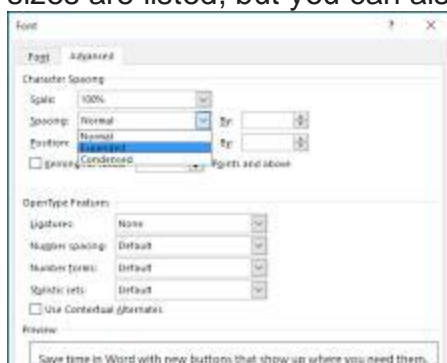 sizes are listed, but you can als
Font ? ×
Font Advanced
Character Spacing
Scale: 100%
Spacing: Normal By:
Normal
Position: By:
Expanded
Condensed
Kerning for Points and above
OpenType Features
Ligatures: None
Number spacing: Default
Number forms: Default
Stylistic sets: Default
Use Contextual Alternates
Preview
Save time in Word with new buttons that show up where you need them.